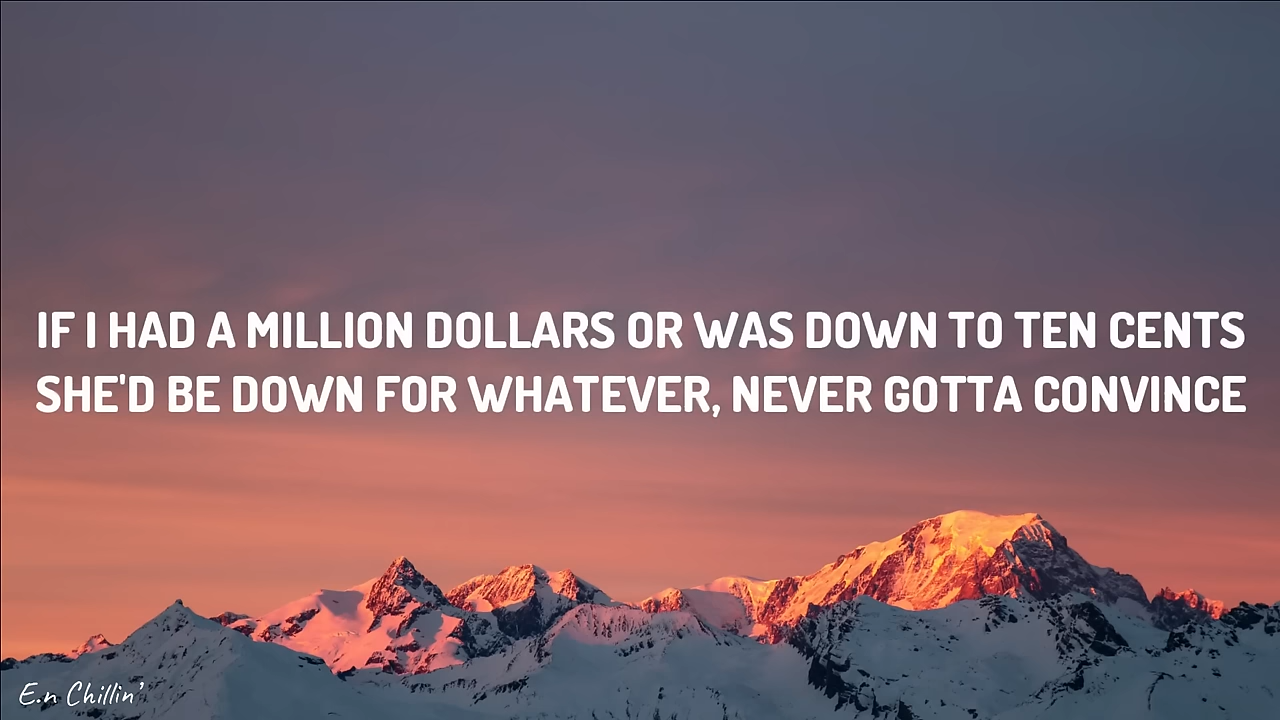 IF I HAD A MILLION DOLLARS OR WAS DOWN TO TEN CENTS
SHE'D BE DOWN FOR WHATEVER, NEVER GOTTA CONVINCE
E.n Chillin'